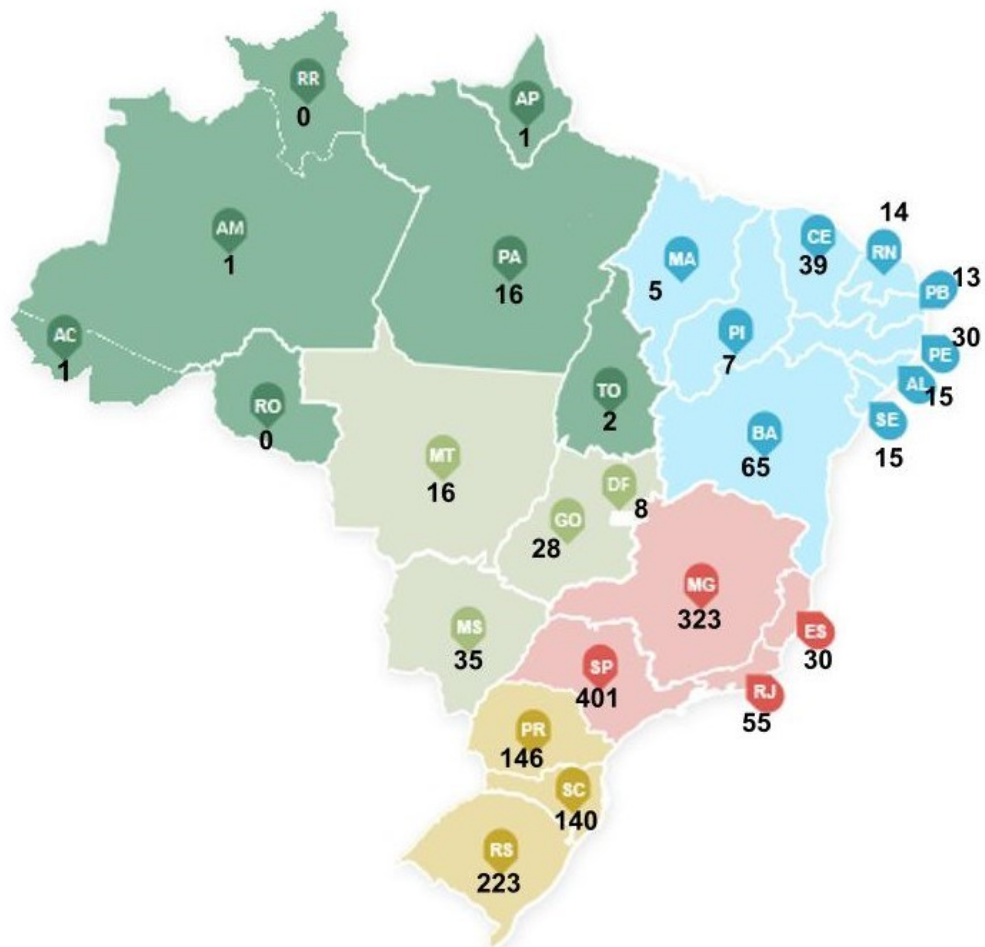 RR
0
AP
1
AM
1
PA
16
AC
1
RO
0
TO
2
MA
5
PI
7
CE
39
RN
14
PB
13
PE
30
AL
15
SE
15
BA
65
MT
16
DF
8
GO
28
MS
35
MG
323
ES
30
SP
401
RJ
55
PR
146
SC
140
RS
223